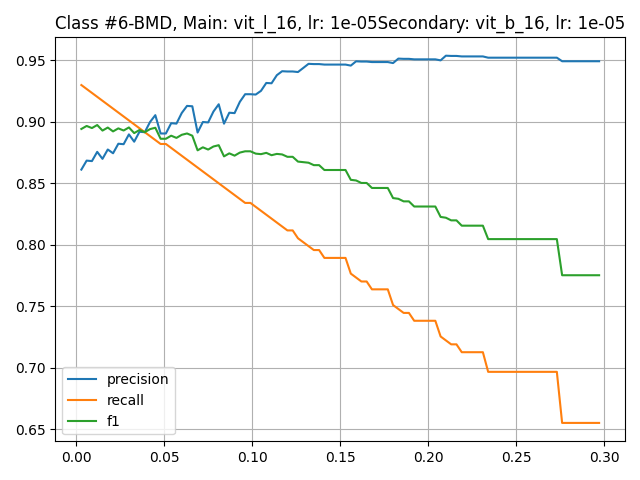 Class #6-BMD, Main: vit_l_16, lr: 1e-05Secondary: vit_b_16, lr: 1e-05
0.95
0.90
0.85
0.80
0.75
0.70
0.65
precision
recall
f1
0.00 0.05 0.10 0.15 0.20 0.25 0.30